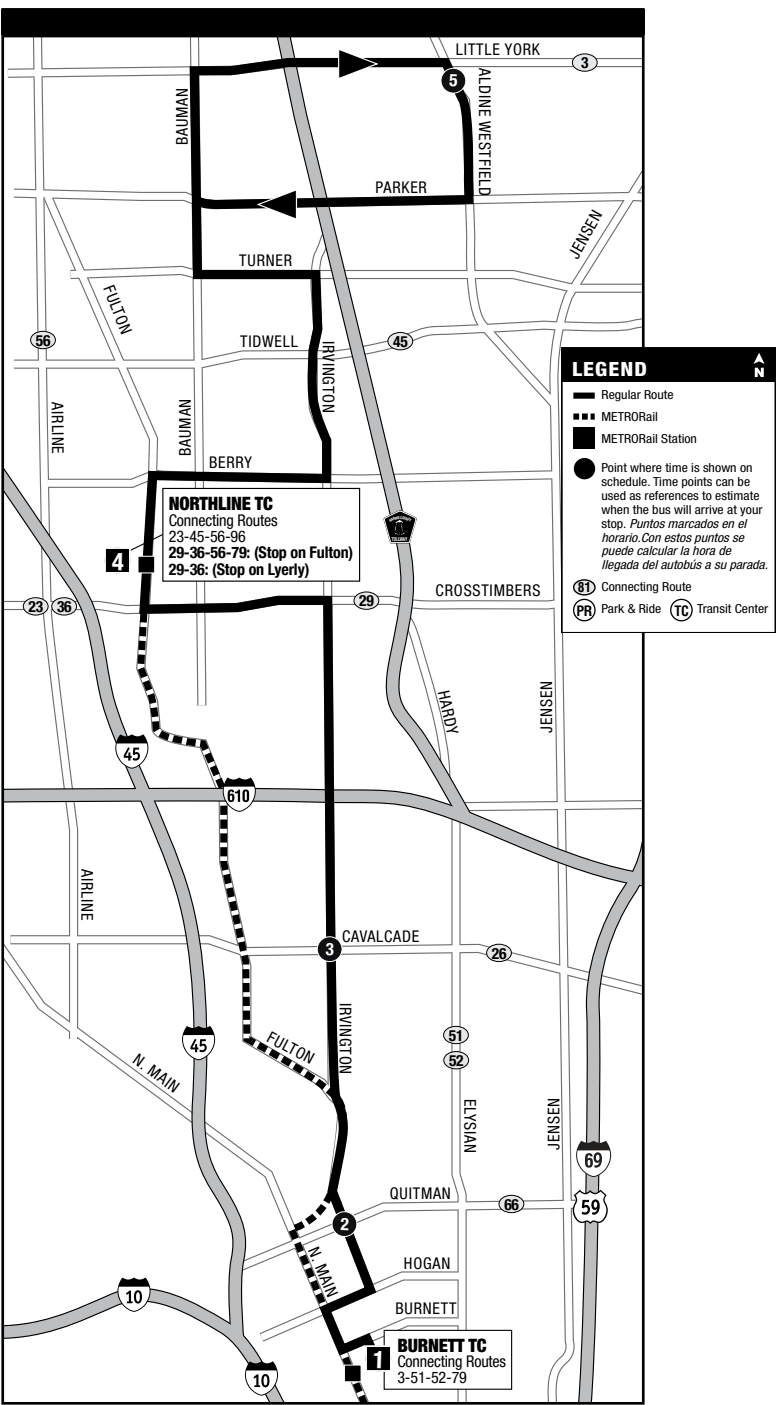 LITTLE YORK
3
5
BAUMAN
ALDINE WESTFIELD
PARKER
JENSEN
TURNER
FULTON
56
TIDWELL
45
IRVINGTON
AIRLINE
BAUMAN
BERRY
NORTHLINE TC
Connecting Routes
23-45-56-96
29-36-56-79: (Stop on Fulton)
29-36: (Stop on Lyerly)
4
23
36
29
CROSSTIMBERS
LEGEND
N
Regular Route
METRORail
METRORail Station
Point where time is shown on
schedule. Time points can be
used as references to estimate
when the bus will arrive at your
stop. Puntos marcados en el
horario.Con estos puntos se
puede calcular la hora de
llegada del autobús a su parada.
81 Connecting Route
PR Park & Ride TC Transit Center
HARDY
JENSEN
45
610
AIRLINE
3
CAVALCADE
26
IRVINGTON
45
FULTON
51
52
N. MAIN
ELYSIAN
JENSEN
69
59
QUITMAN
66
2
N. MAIN
HOGAN
10
BURNETT
1
BURNETT TC
Connecting Routes
3-51-52-79
10